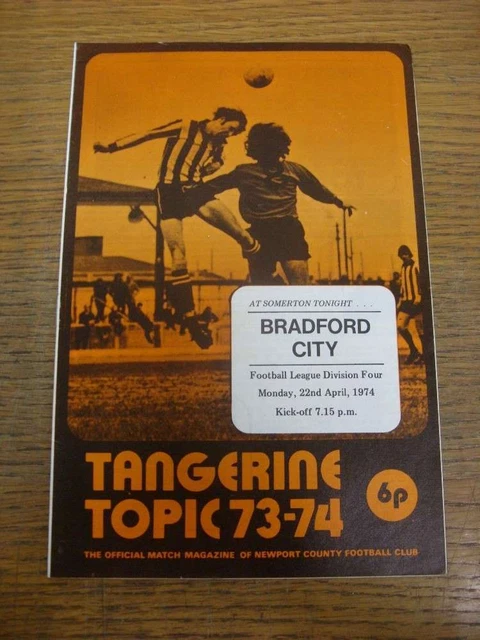 AT SOMERTON TONIGHT . . . .
BRADFORD
CITY
Football League Division Four
Monday, 22nd April, 1974
Kick-off 7.15 p.m.
TANGERINE
TOPIC 73-74
6p
THE OFFICIAL MATCH MAGAZINE OF NEWPORT COUNTY FOOTBALL CLUB